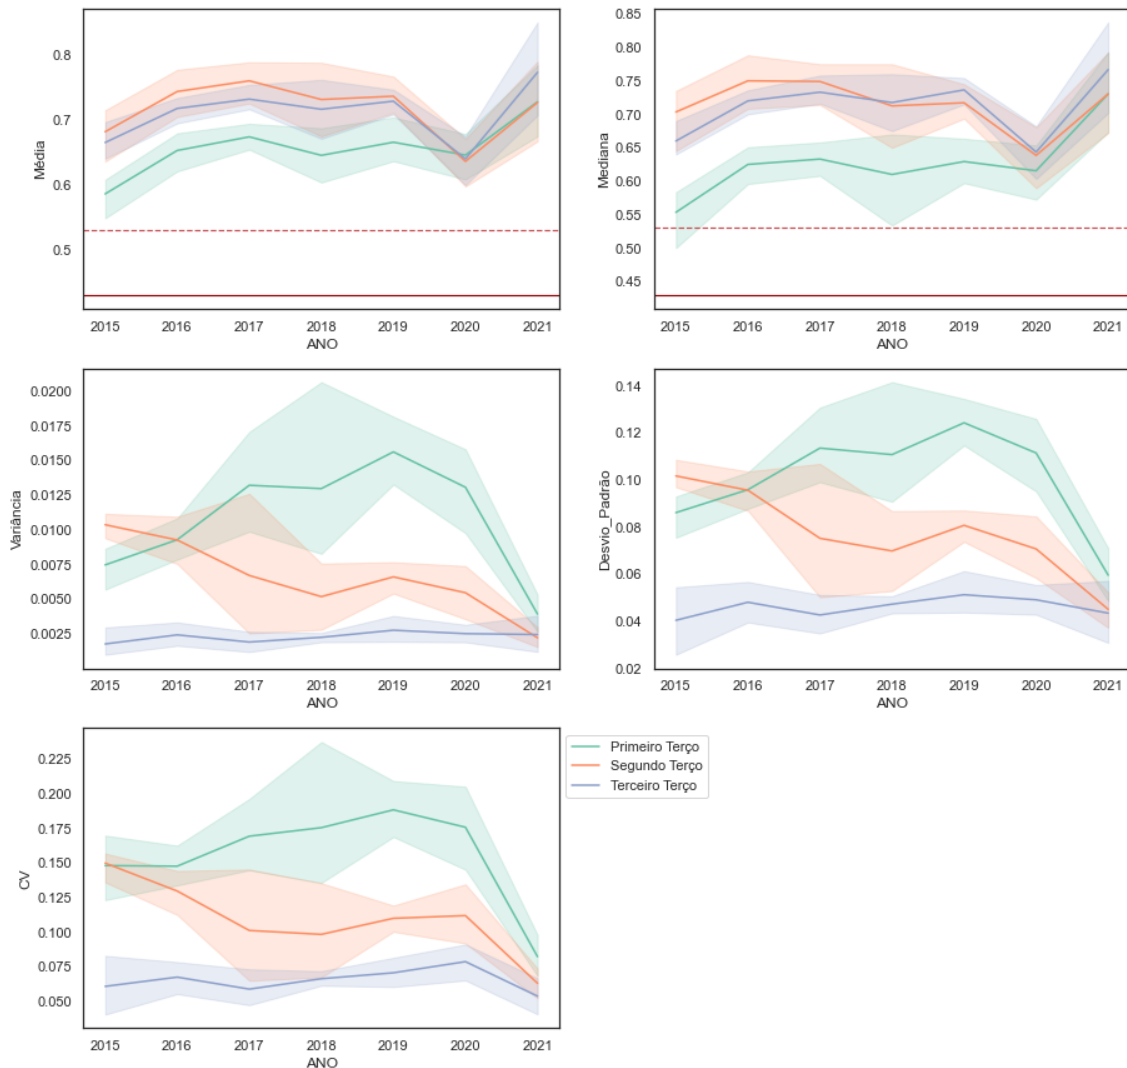 Média
0.8
0.7
0.6
0.5
2015 2016 2017 2018 2019 2020 2021
ANO
Mediana
0.85
0.80
0.75
0.70
0.65
0.60
0.55
0.50
0.45
2015 2016 2017 2018 2019 2020 2021
ANO
Variância
0.0200
0.0175
0.0150
0.0125
0.0100
0.0075
0.0050
0.0025
2015 2016 2017 2018 2019 2020 2021
ANO
Desvio_Padrão
0.14
0.12
0.10
0.08
0.06
0.04
0.02
2015 2016 2017 2018 2019 2020 2021
ANO
CV
0.225
0.200
0.175
0.150
0.125
0.100
0.075
0.050
2015 2016 2017 2018 2019 2020 2021
ANO
Primeiro Terço
Segundo Terço
Terceiro Terço